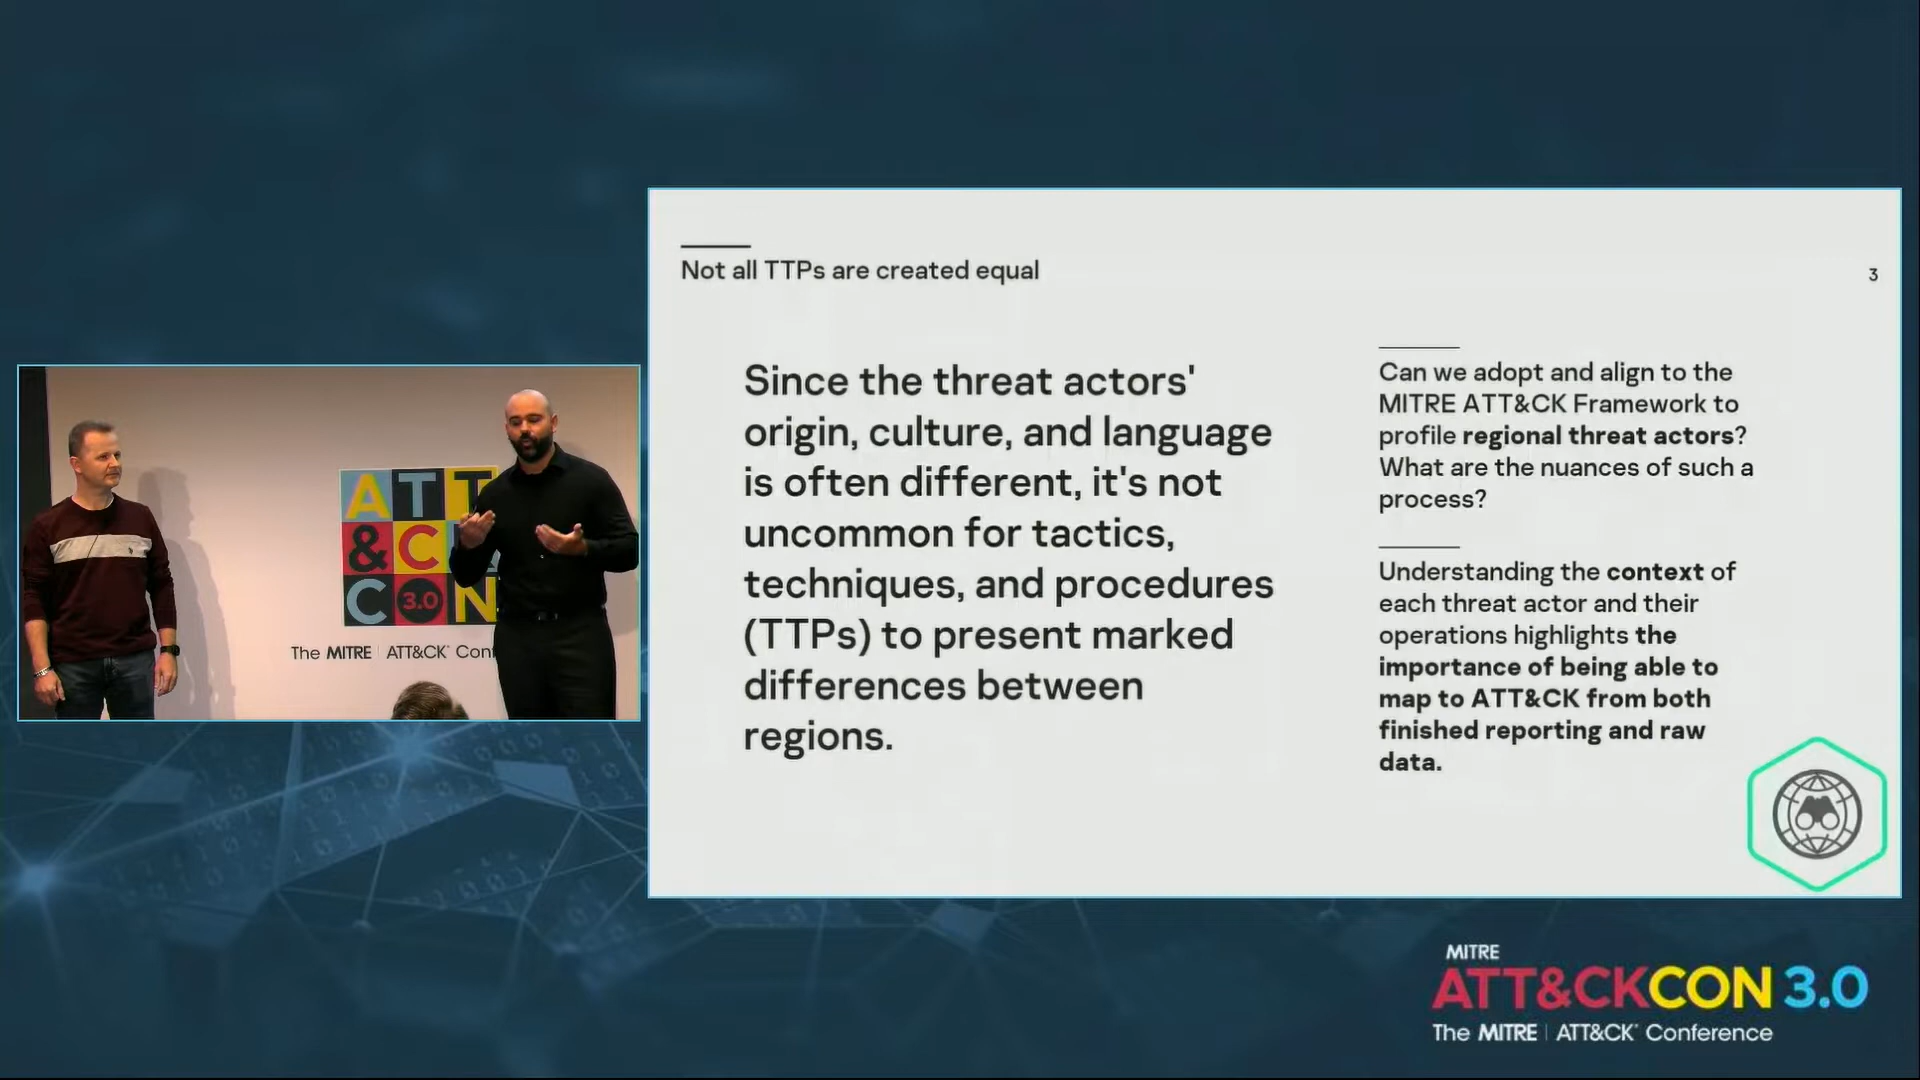 Not all TTPs are created equal
3
Since the threat actors'
origin, culture, and language
is often different, it's not
uncommon for tactics,
techniques, and procedures
(TTPs) to present marked
differences between
regions.
Can we adopt and align to the
MITRE ATT&CK Framework to
profile regional threat actors?
What are the nuances of such a
process?
Understanding the context of
each threat actor and their
operations highlights the
importance of being able to
map to ATT&CK from both
finished reporting and raw
data.
ATT
&C
C 3.0 N
The MITRE | ATT&CK® Conf
MITRE
ATT&CKCON 3.0
The MITRE | ATT&CK® Conference